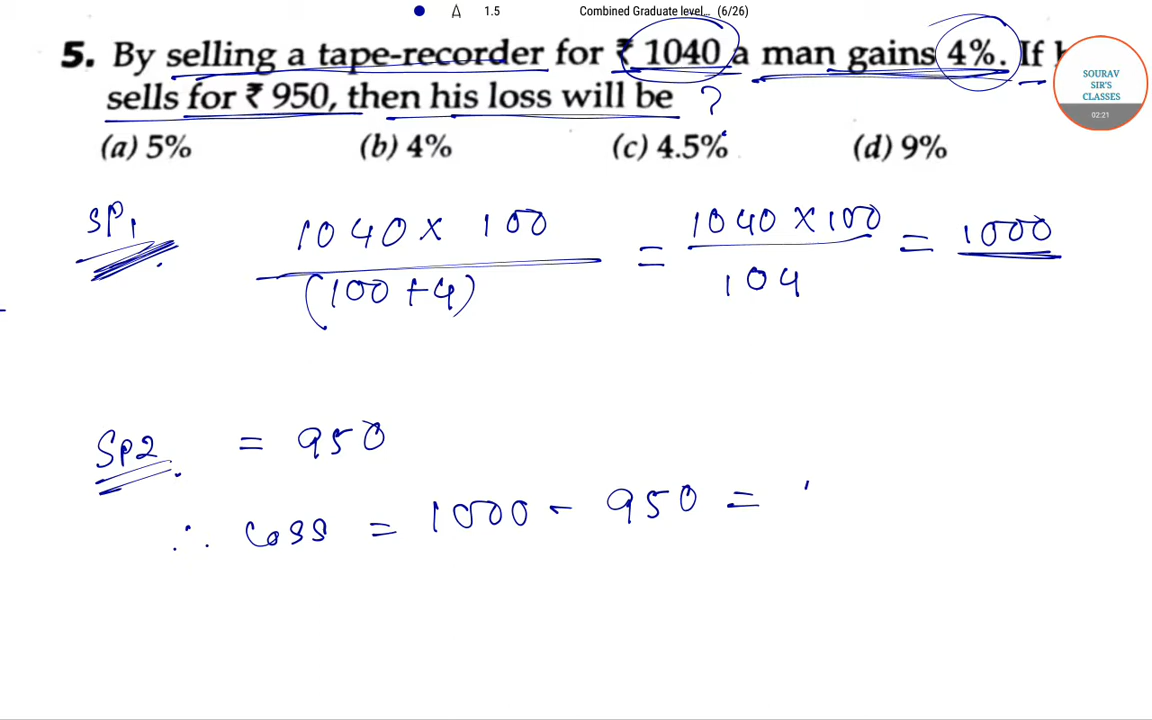 1.5 Combined Graduate level... (6/26)
5. By selling a tape-recorder for ₹ 1040 a man gains 4%. If
sells for ₹ 950, then his loss will be ?
(a) 5% (b) 4% (c) 4.5% (d) 9%
SOURAV
SIR'S
CLASSES
02:21
SP1
1040 × 100
(100 + 4)
= 1040 × 100
104
= 1000
SP2 = 950
∴ Loss = 1000 - 950 =